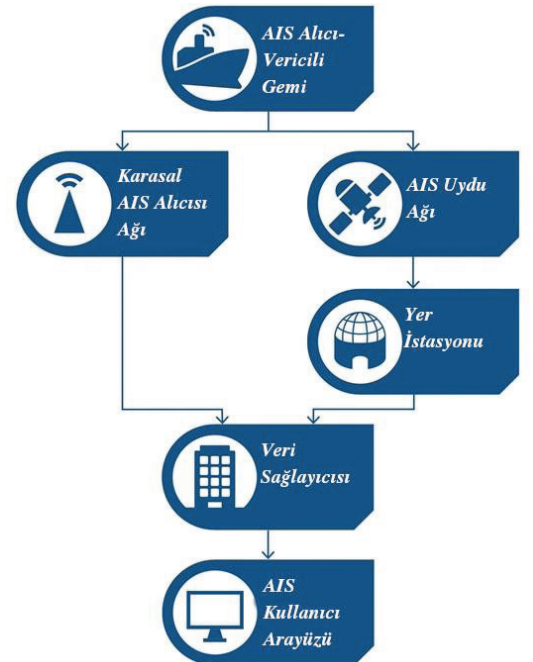 AIS Alıcı-
Vericili
Gemi
Karasal
AIS Alıcısı
Ağı
AIS Uydu
Ağı
Yer
İstasyonu
Veri
Sağlayıcısı
AIS
Kullanıcı
Arayüzü